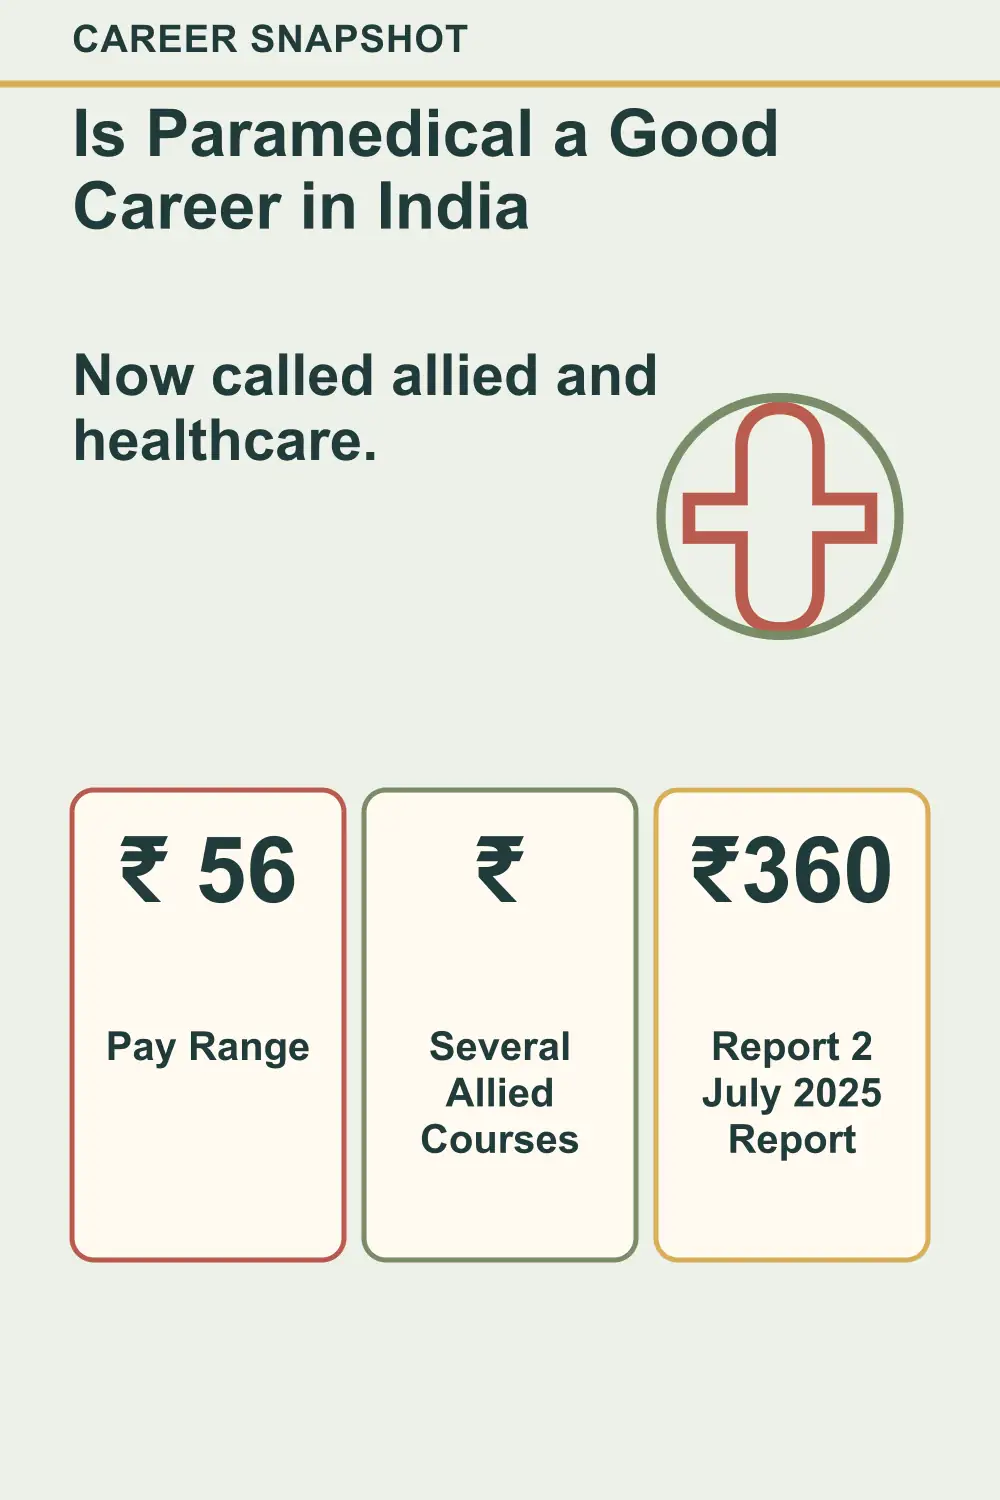 CAREER SNAPSHOT
Is Paramedical a Good
Career in India
Now called allied and
healthcare.
₹ 56
Pay Range
₹
Several
Allied
Courses
₹360
Report 2
July 2025
Report